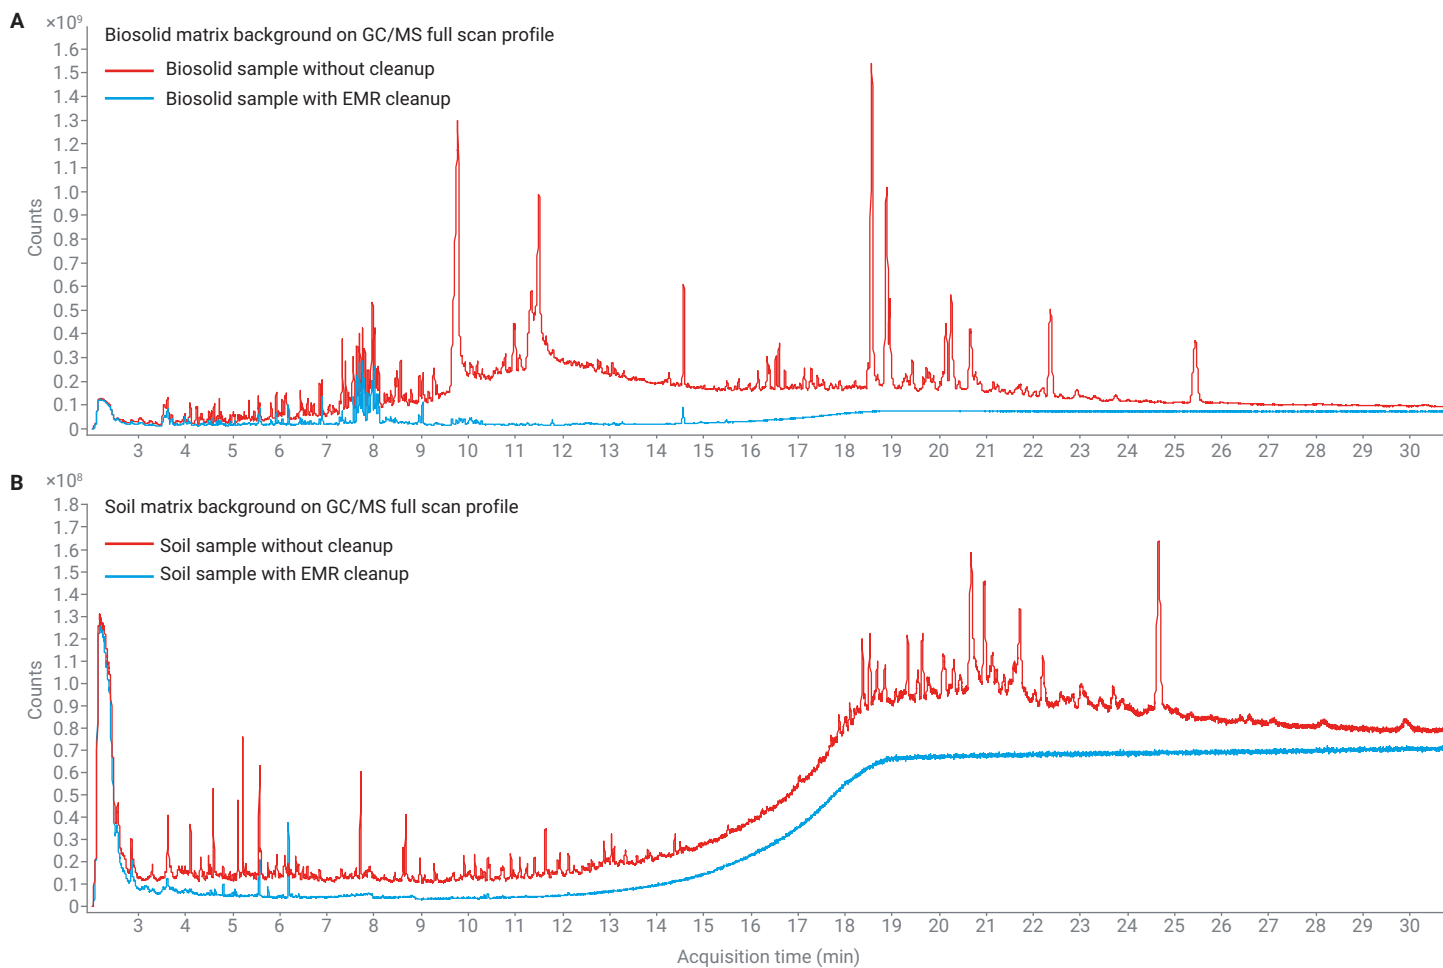 A
×10⁹
Biosolid matrix background on GC/MS full scan profile
Biosolid sample without cleanup
Biosolid sample with EMR cleanup
Counts
1.6
1.5
1.4
1.3
1.2
1.1
1.0
0.9
0.8
0.7
0.6
0.5
0.4
0.3
0.2
0.1
0
3 4 5 6 7 8 9 10 11 12 13 14 15 16 17 18 19 20 21 22 23 24 25 26 27 28 29 30
B
×10⁸
Soil matrix background on GC/MS full scan profile
Soil sample without cleanup
Soil sample with EMR cleanup
Counts
1.8
1.7
1.6
1.5
1.4
1.3
1.2
1.1
1.0
0.9
0.8
0.7
0.6
0.5
0.4
0.3
0.2
0.1
0
3 4 5 6 7 8 9 10 11 12 13 14 15 16 17 18 19 20 21 22 23 24 25 26 27 28 29 30
Acquisition time (min)